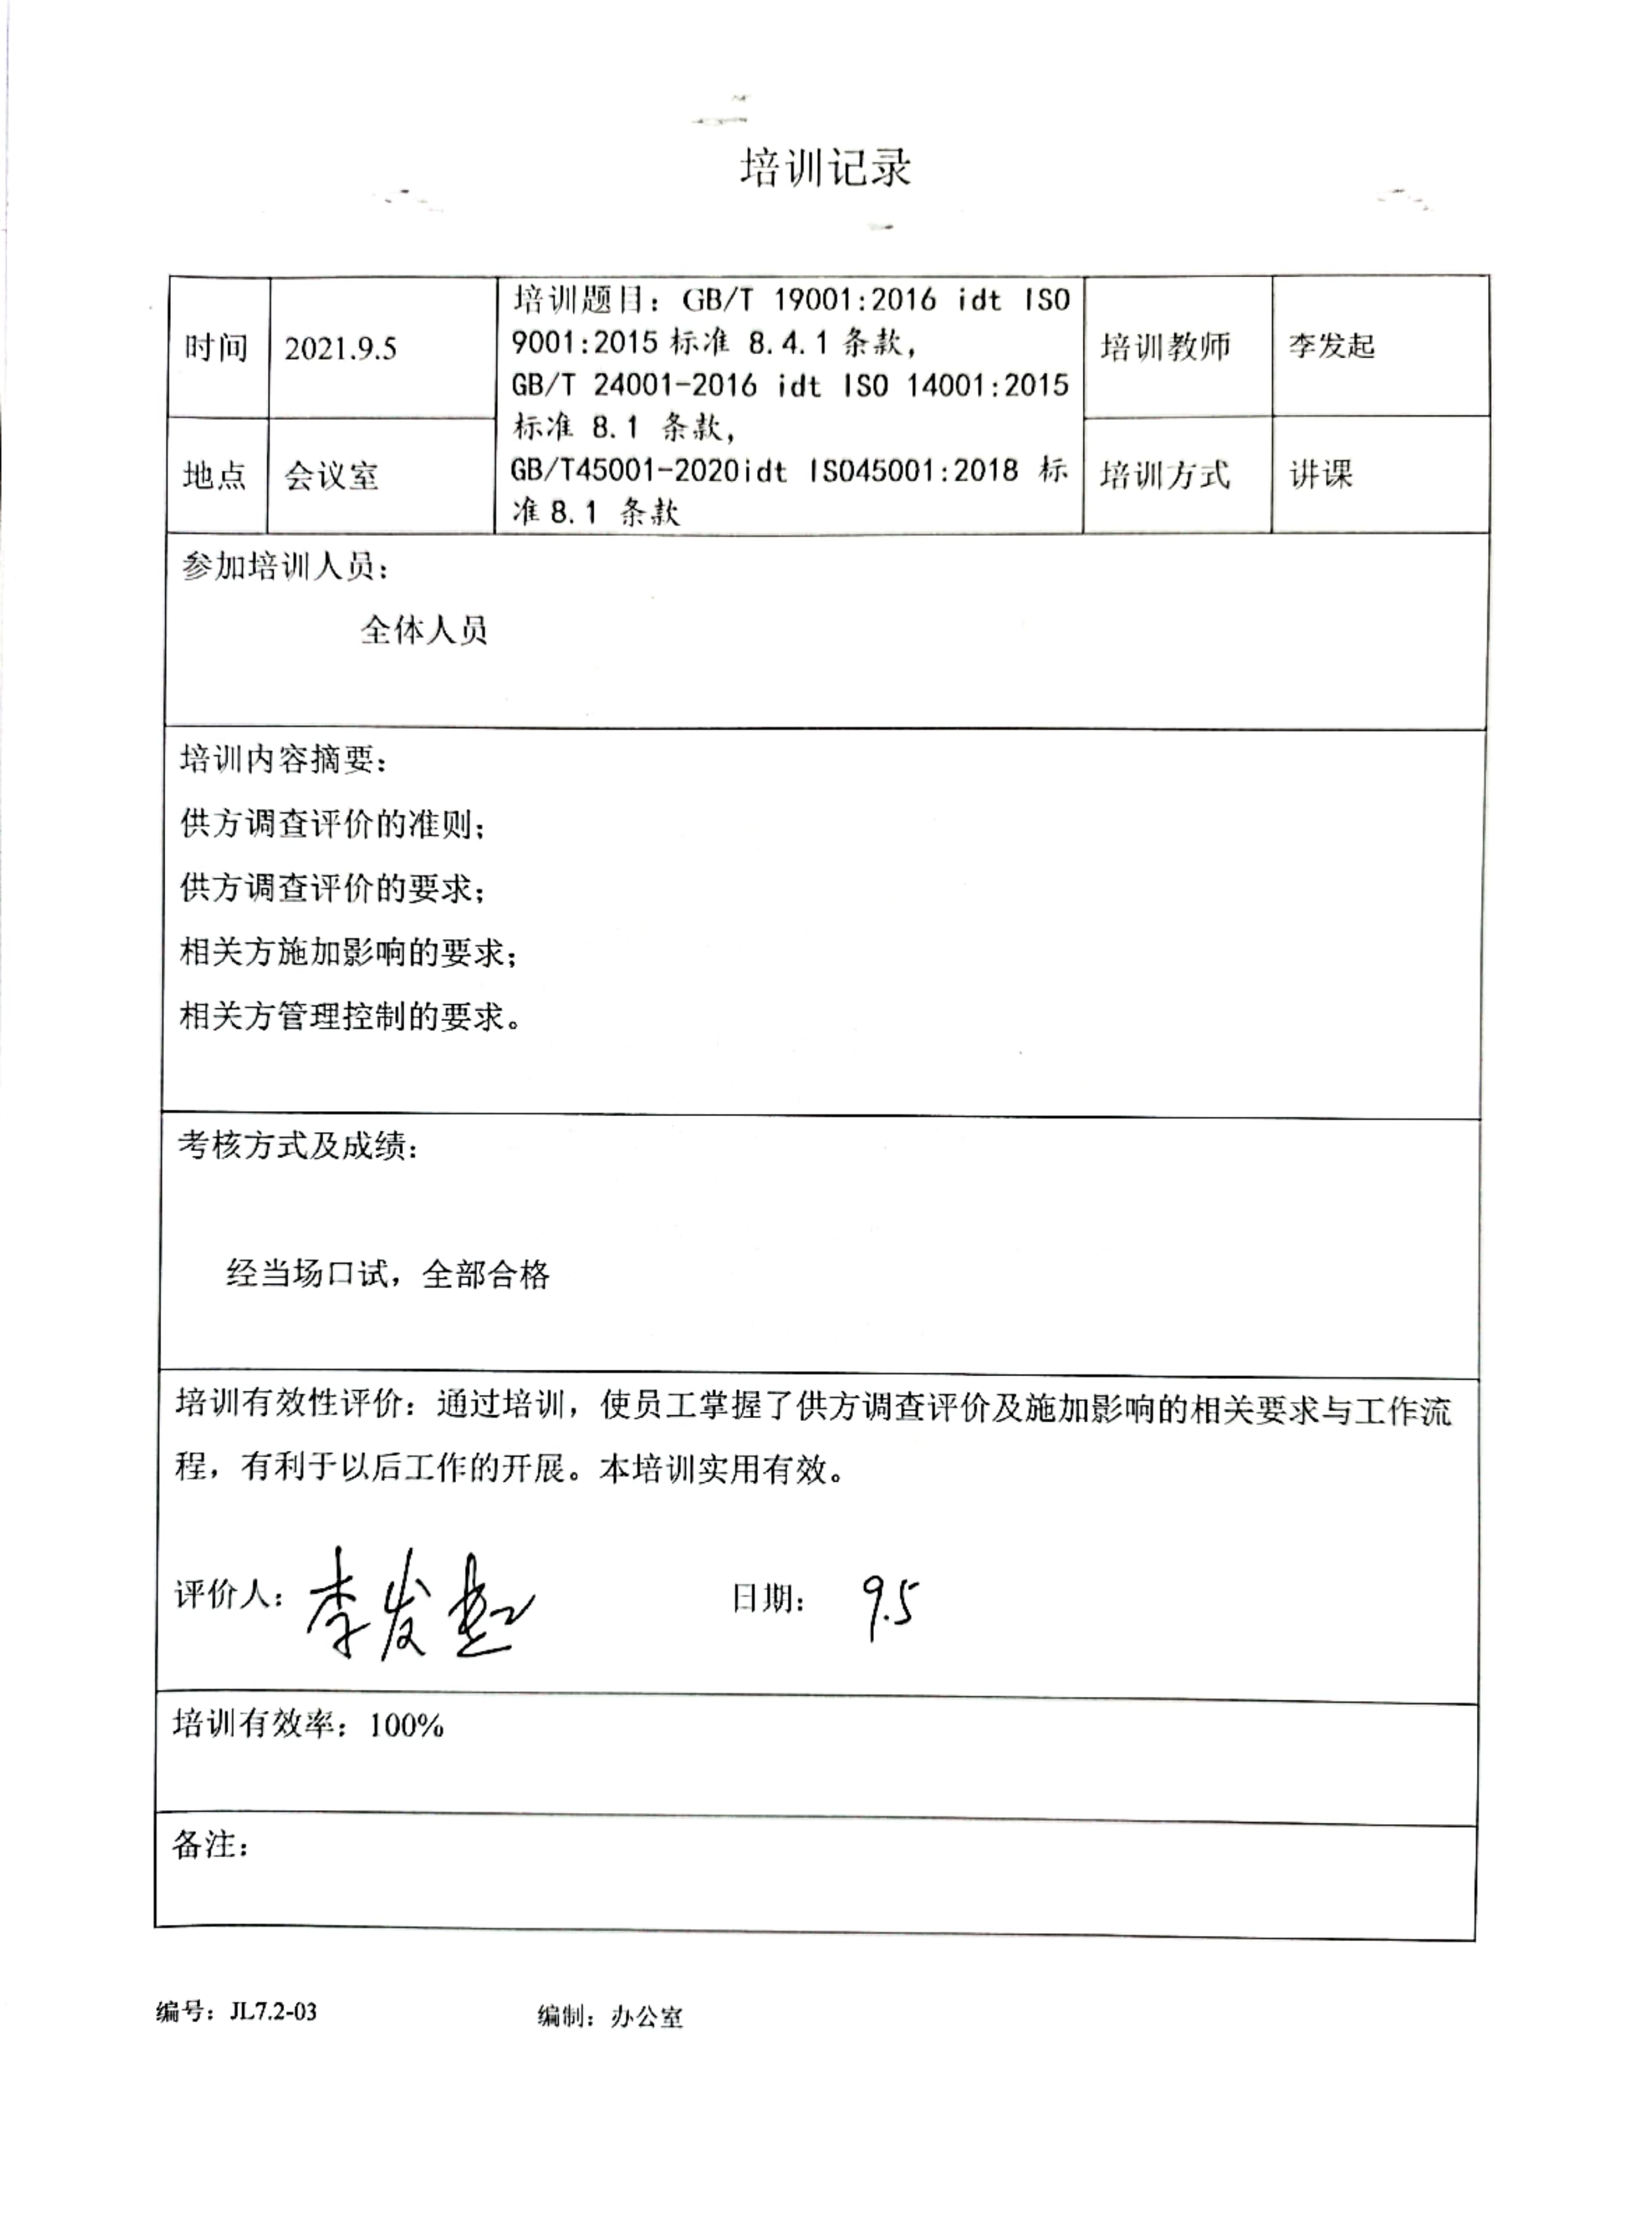 培训记录
时间
2021.9.5
培训题目：GB/T 19001:2016 idt ISO
9001:2015标准 8.4.1条款，
GB/T 24001-2016 idt ISO 14001:2015
标准 8.1 条款，
GB/T45001-2020idt ISO45001:2018 标
准8.1 条款
培训教师
李发起
地点
会议室
培训方式
讲课
参加培训人员：
全体人员
培训内容摘要：
供方调查评价的准则；
供方调查评价的要求；
相关方施加影响的要求；
相关方管理控制的要求。
考核方式及成绩：
经当场口试，全部合格
培训有效性评价：通过培训，使员工掌握了供方调查评价及施加影响的相关要求与工作流
程，有利于以后工作的开展。本培训实用有效。
评价人：李发起 日期： 9.5
培训有效率：100%
备注：
编号：JL7.2-03 编制：办公室